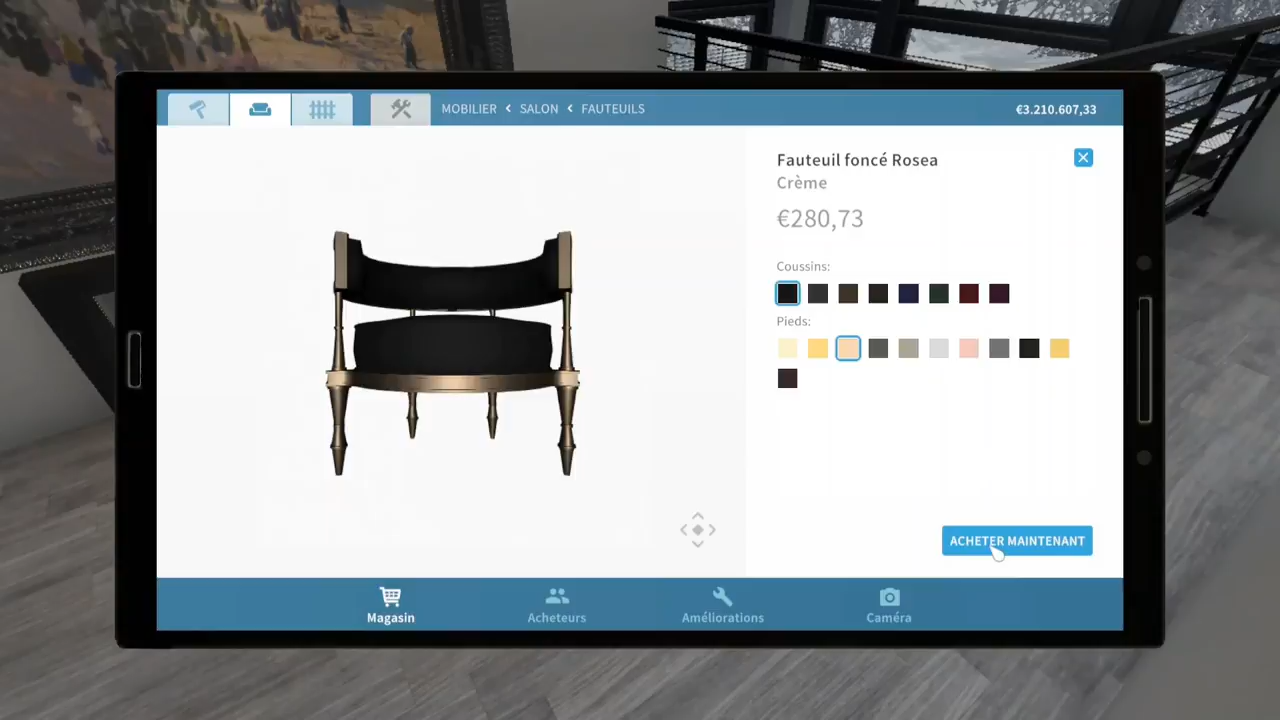 MOBILIER < SALON < FAUTEUILS
€3.210.607,33
Fauteuil foncé Rosea
Crème
€280,73
Coussins:
Pieds:
ACHETER MAINTENANT
Magasin
Acheteurs
Améliorations
Caméra